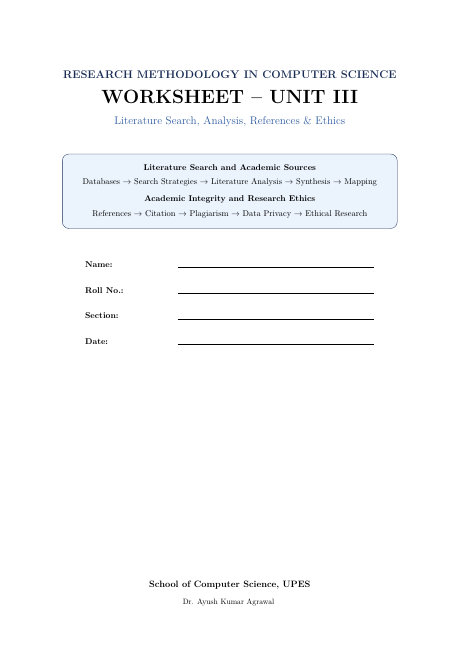 RESEARCH METHODOLOGY IN COMPUTER SCIENCE
WORKSHEET – UNIT III
Literature Search, Analysis, References & Ethics
Literature Search and Academic Sources
Databases → Search Strategies → Literature Analysis → Synthesis → Mapping
Academic Integrity and Research Ethics
References → Citation → Plagiarism → Data Privacy → Ethical Research
Name:
Roll No.:
Section:
Date:
School of Computer Science, UPES
Dr. Ayush Kumar Agrawal